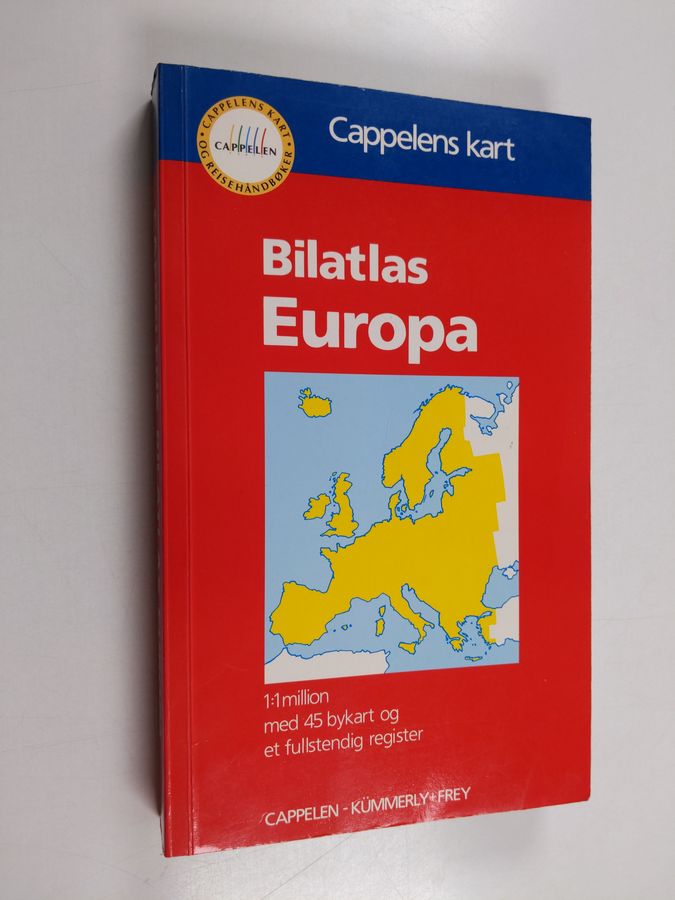 CAPPELENS KART •
OG REISEHÅNDBØKER •
CAPPELEN
Cappelens kart
Bilatlas
Europa
1:1 million
med 45 bykart og
et fullstendig register
CAPPELEN - KÜMMERLY+FREY